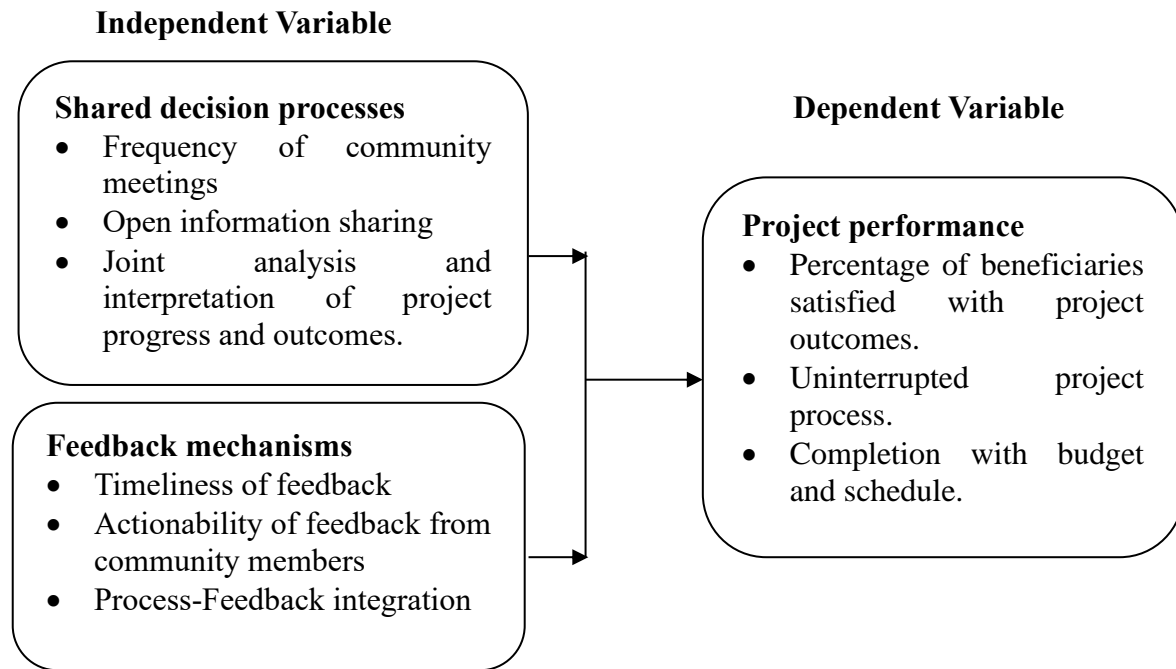 Independent Variable
Shared decision processes
• Frequency of community
meetings
• Open information sharing
• Joint analysis and
interpretation of project
progress and outcomes.
Feedback mechanisms
• Timeliness of feedback
• Actionability of feedback from
community members
• Process-Feedback integration
Dependent Variable
Project performance
• Percentage of beneficiaries
satisfied with project
outcomes.
• Uninterrupted project
process.
• Completion with budget
and schedule.